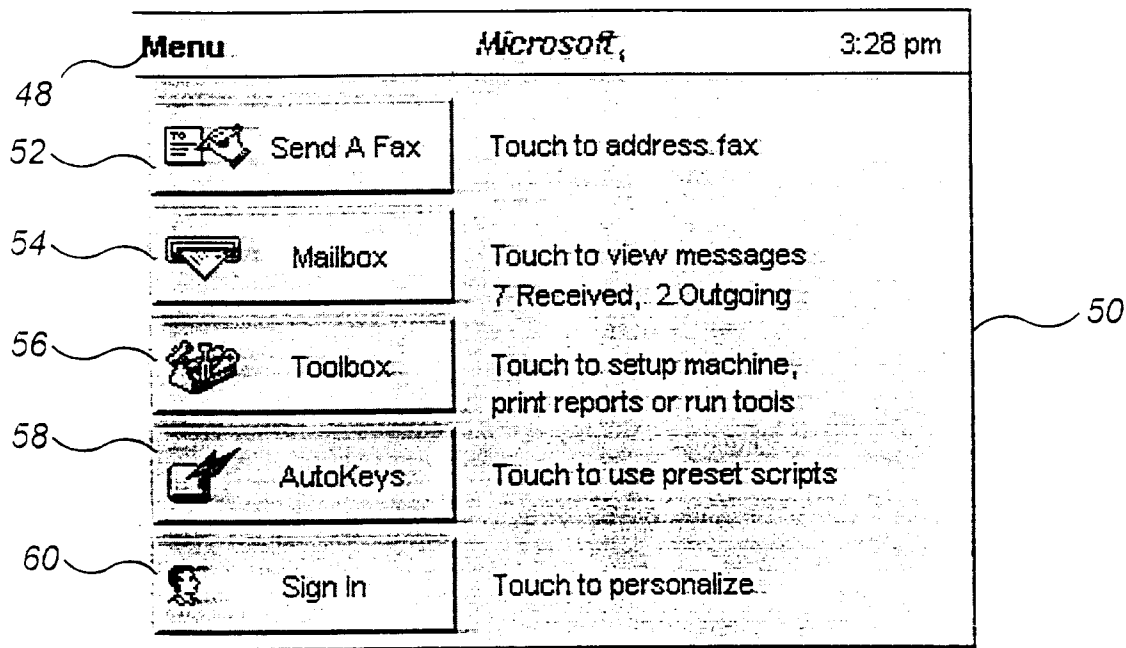 Menu Microsoft 3:28 pm
48
52 Send A Fax Touch to address fax
54 Mailbox Touch to view messages
7 Received, 2 Outgoing
50
56 Toolbox Touch to setup machine,
print reports or run tools
58 AutoKeys Touch to use preset scripts
60 Sign In Touch to personalize
TO